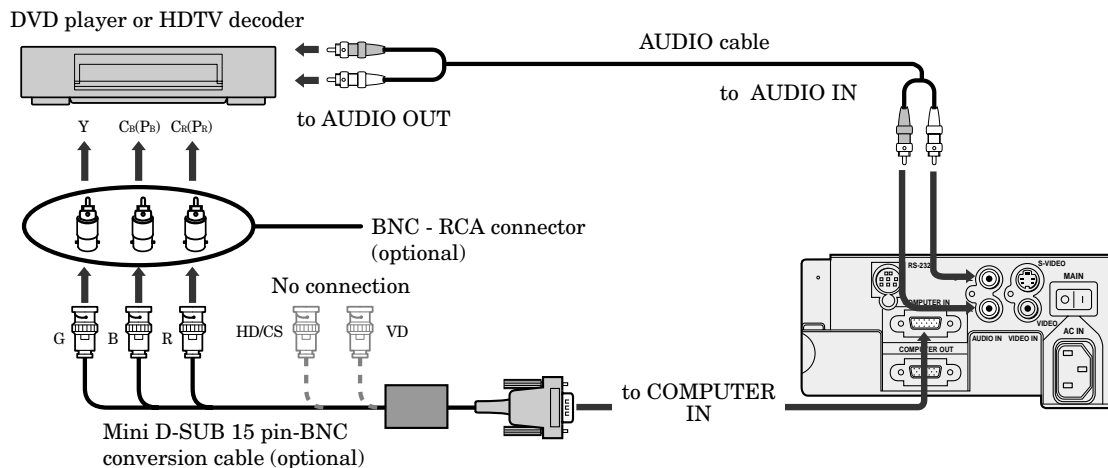 DVD player or HDTV decoder
AUDIO cable
to AUDIO IN
to AUDIO OUT
Y
CB(PB)
CR(PR)
BNC - RCA connector
(optional)
No connection
G
B
R
HD/CS
VD
Mini D-SUB 15 pin-BNC
conversion cable (optional)
to COMPUTER
IN
RS-232
S-VIDEO
MAIN
COMPUTER IN
VIDEO
AUDIO IN
VIDEO IN
AC IN
COMPUTER OUT